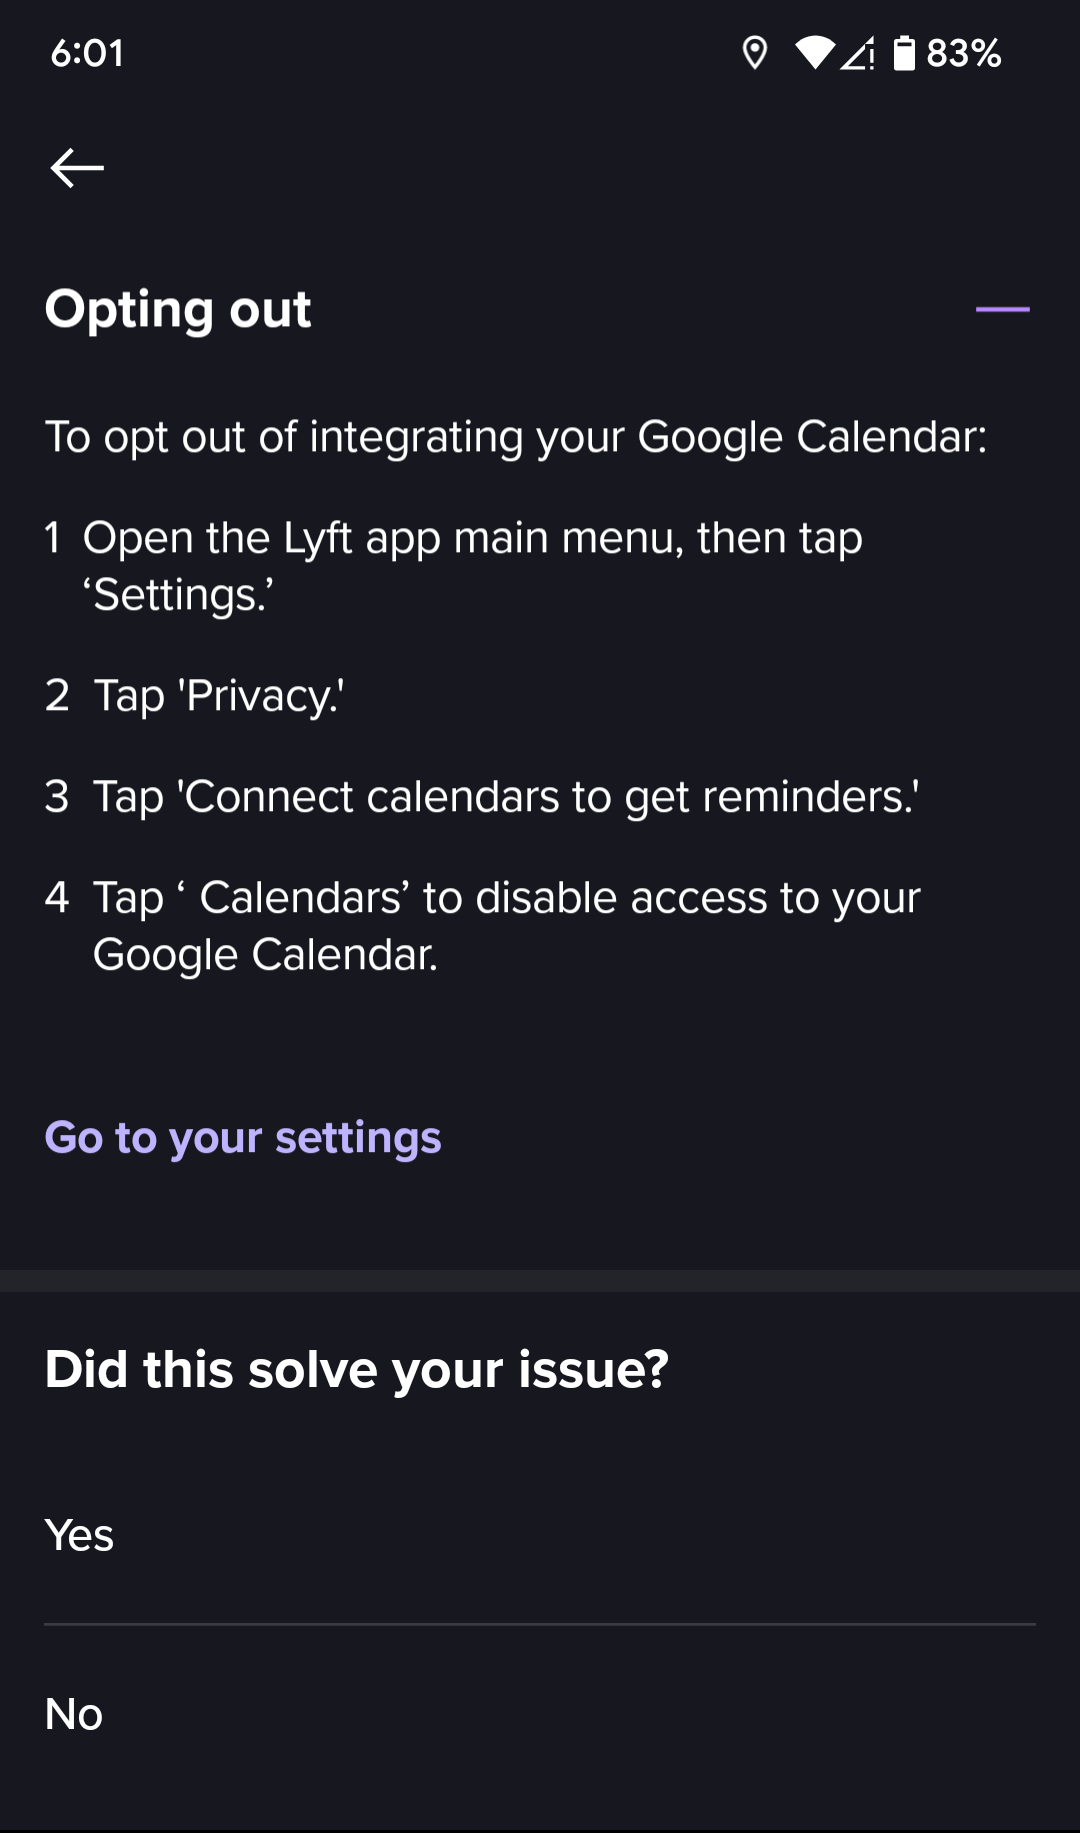 6:01
83%
Opting out
To opt out of integrating your Google Calendar:
1 Open the Lyft app main menu, then tap
‘Settings.’
2 Tap 'Privacy.'
3 Tap 'Connect calendars to get reminders.'
4 Tap ‘ Calendars’ to disable access to your
Google Calendar.
Go to your settings
Did this solve your issue?
Yes
No